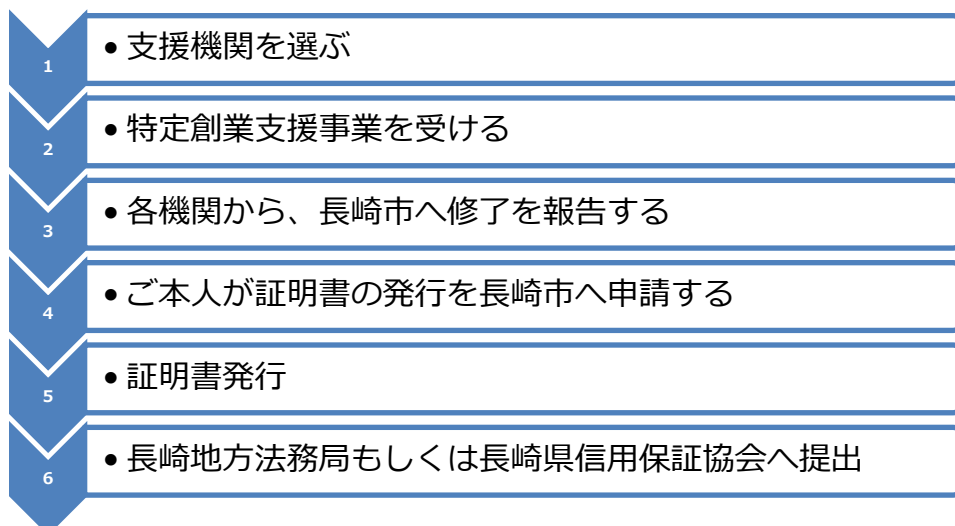 1
• 支援機関を選ぶ
2
• 特定創業支援事業を受ける
3
• 各機関から、長崎市へ修了を報告する
4
• ご本人が証明書の発行を長崎市へ申請する
5
• 証明書発行
6
• 長崎地方法務局もしくは長崎県信用保証協会へ提出